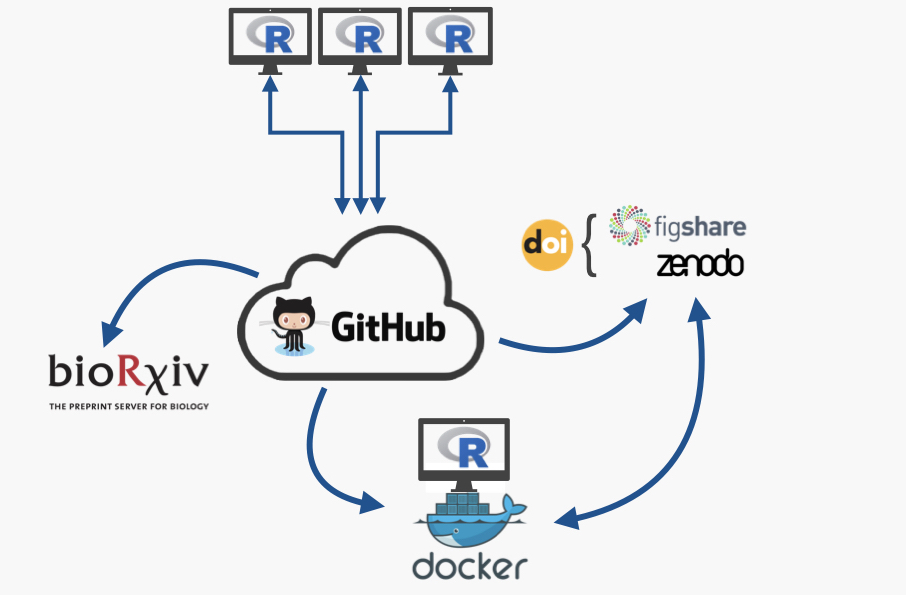 R R R
doi { figshare
zenodo
GitHub
bioRχiv
THE PREPRINT SERVER FOR BIOLOGY
R
docker